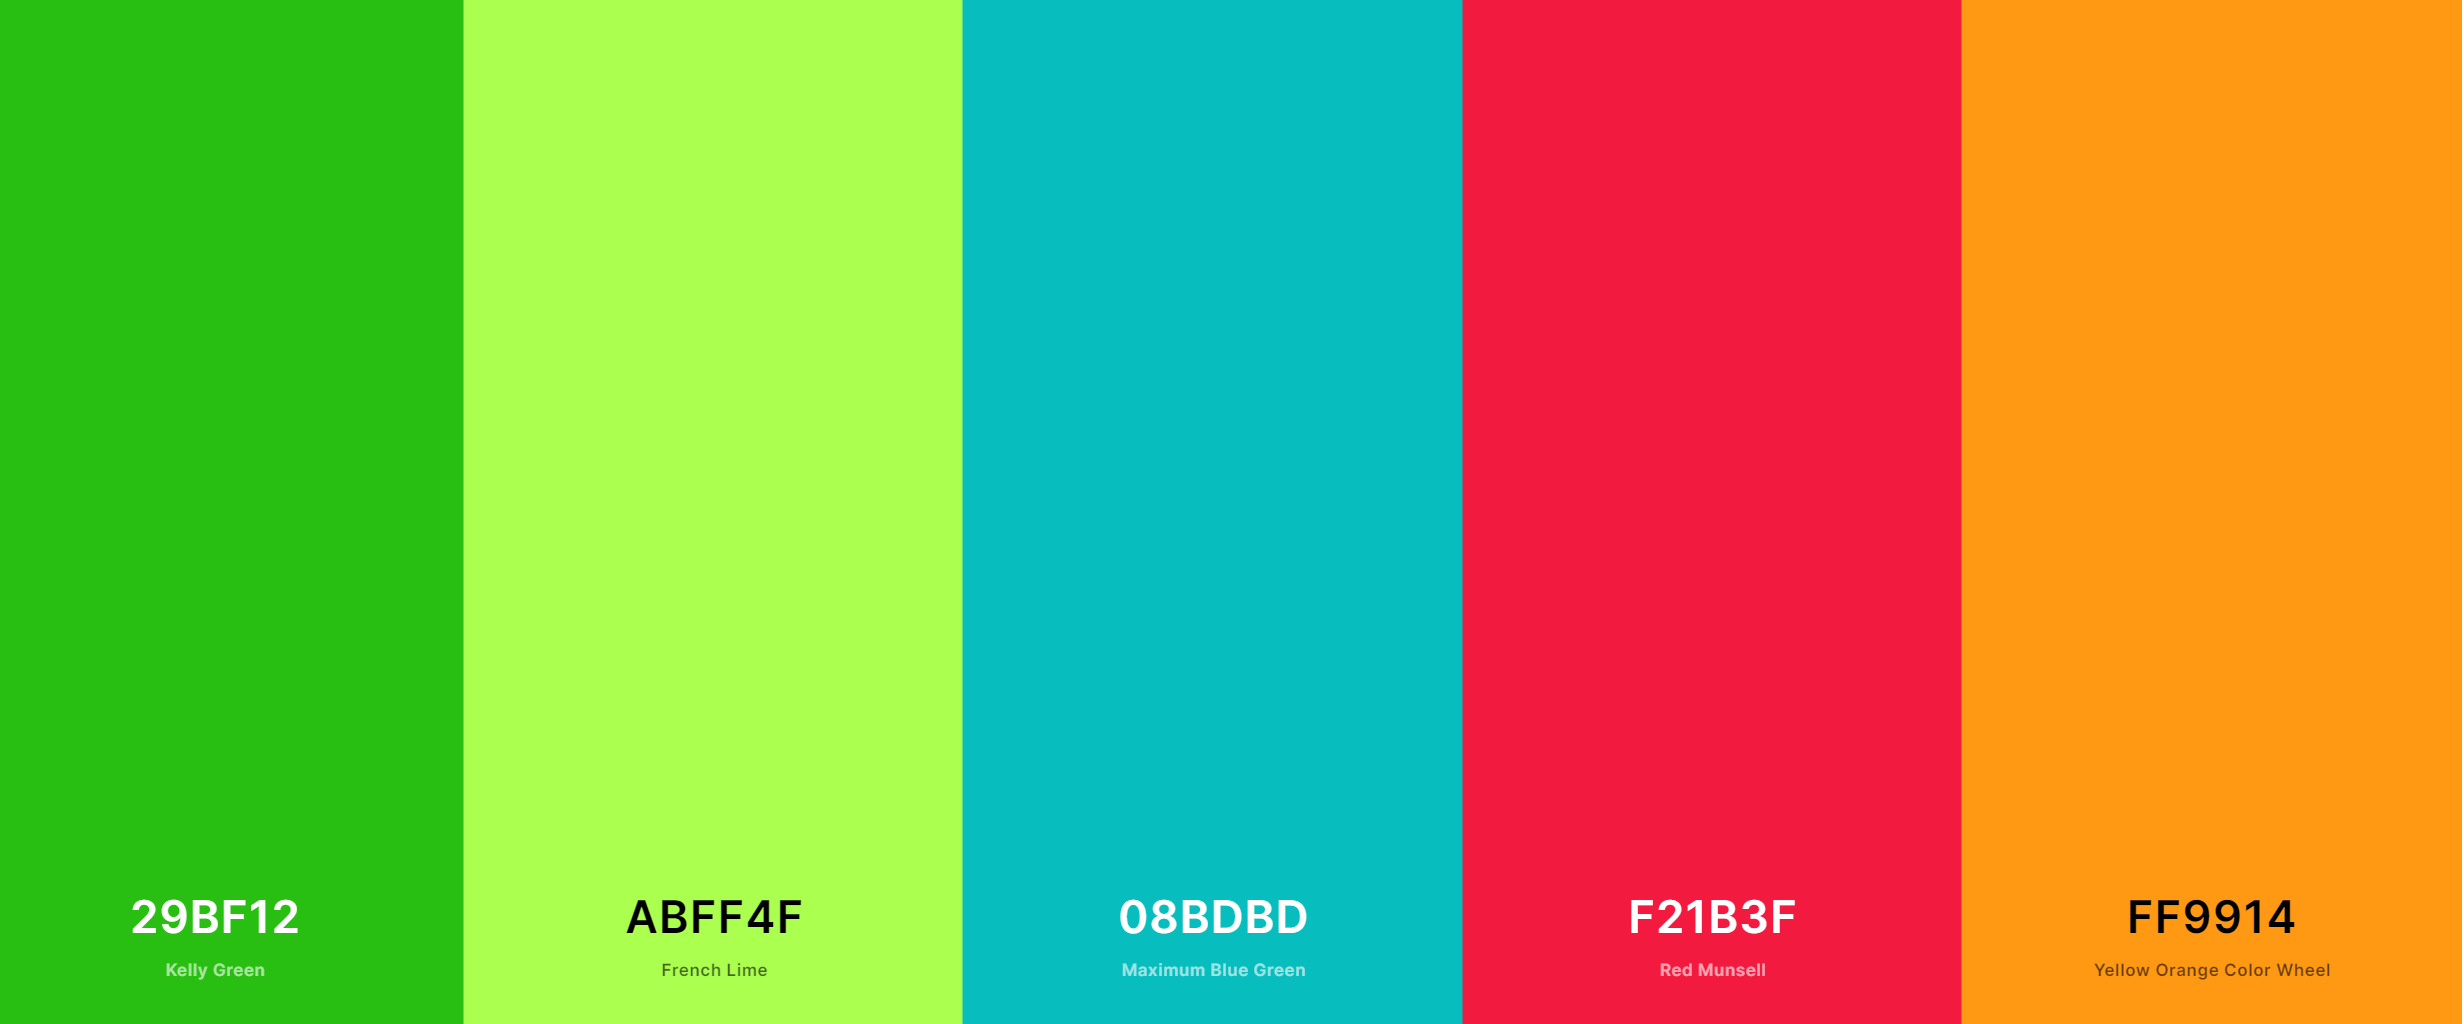 29BF12
Kelly Green
ABFF4F
French Lime
08BDBD
Maximum Blue Green
F21B3F
Red Munsell
FF9914
Yellow Orange Color Wheel